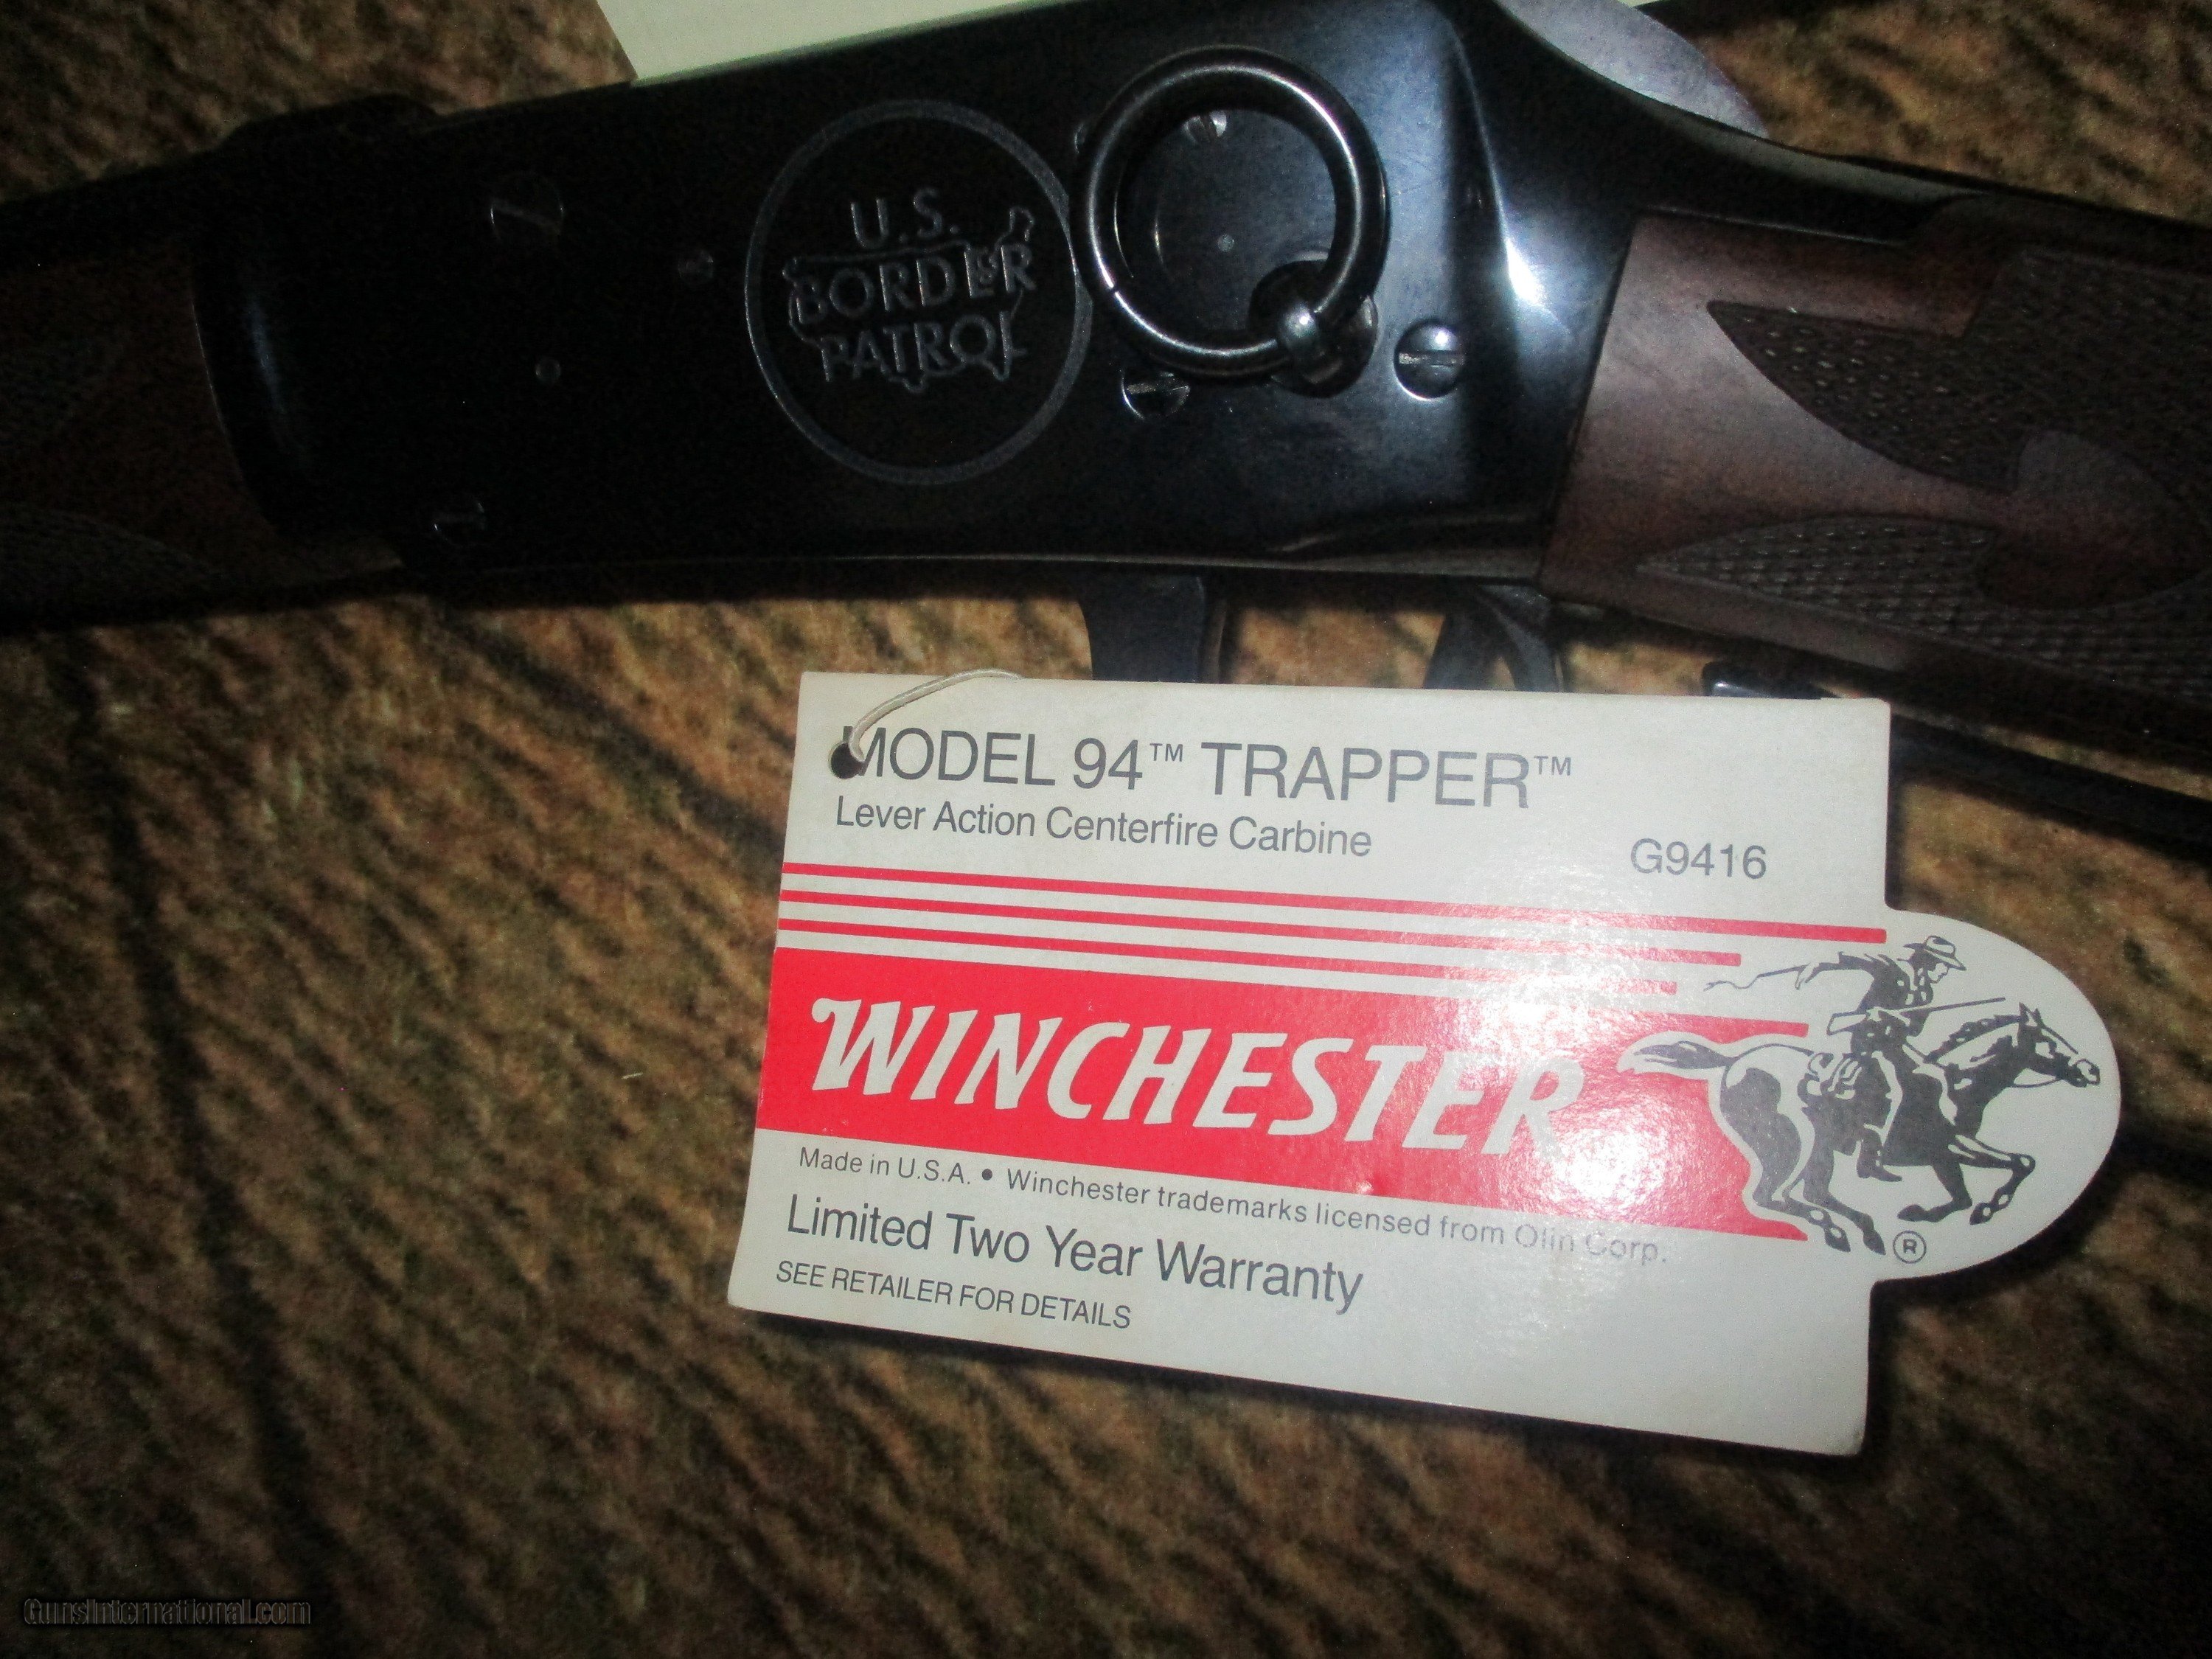 U.S.
BORDER
PATROL
MODEL 94™ TRAPPER™
Lever Action Centerfire Carbine
G9416
WINCHESTER
®
Made in U.S.A. • Winchester trademarks licensed from Olin Corp.
Limited Two Year Warranty
SEE RETAILER FOR DETAILS
GunsInternational.com